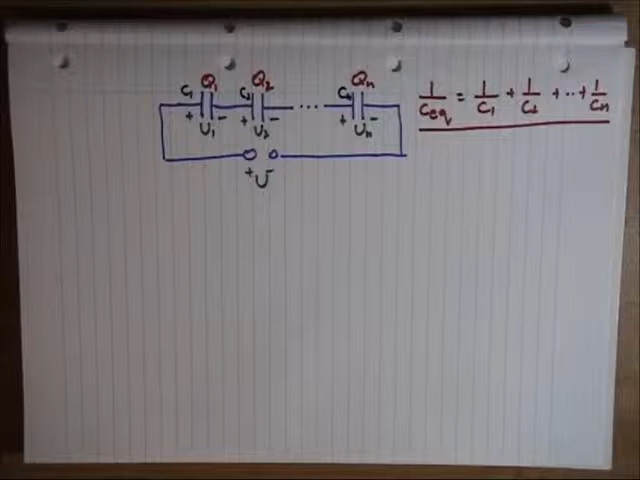 Q₁ Q₂ Qₙ
C₁ C₂ ... Cₙ
+ - + - + -
U₁ U₂ Uₙ
+ U -
1/Ceq = 1/C₁ + 1/C₂ + ... + 1/Cₙ